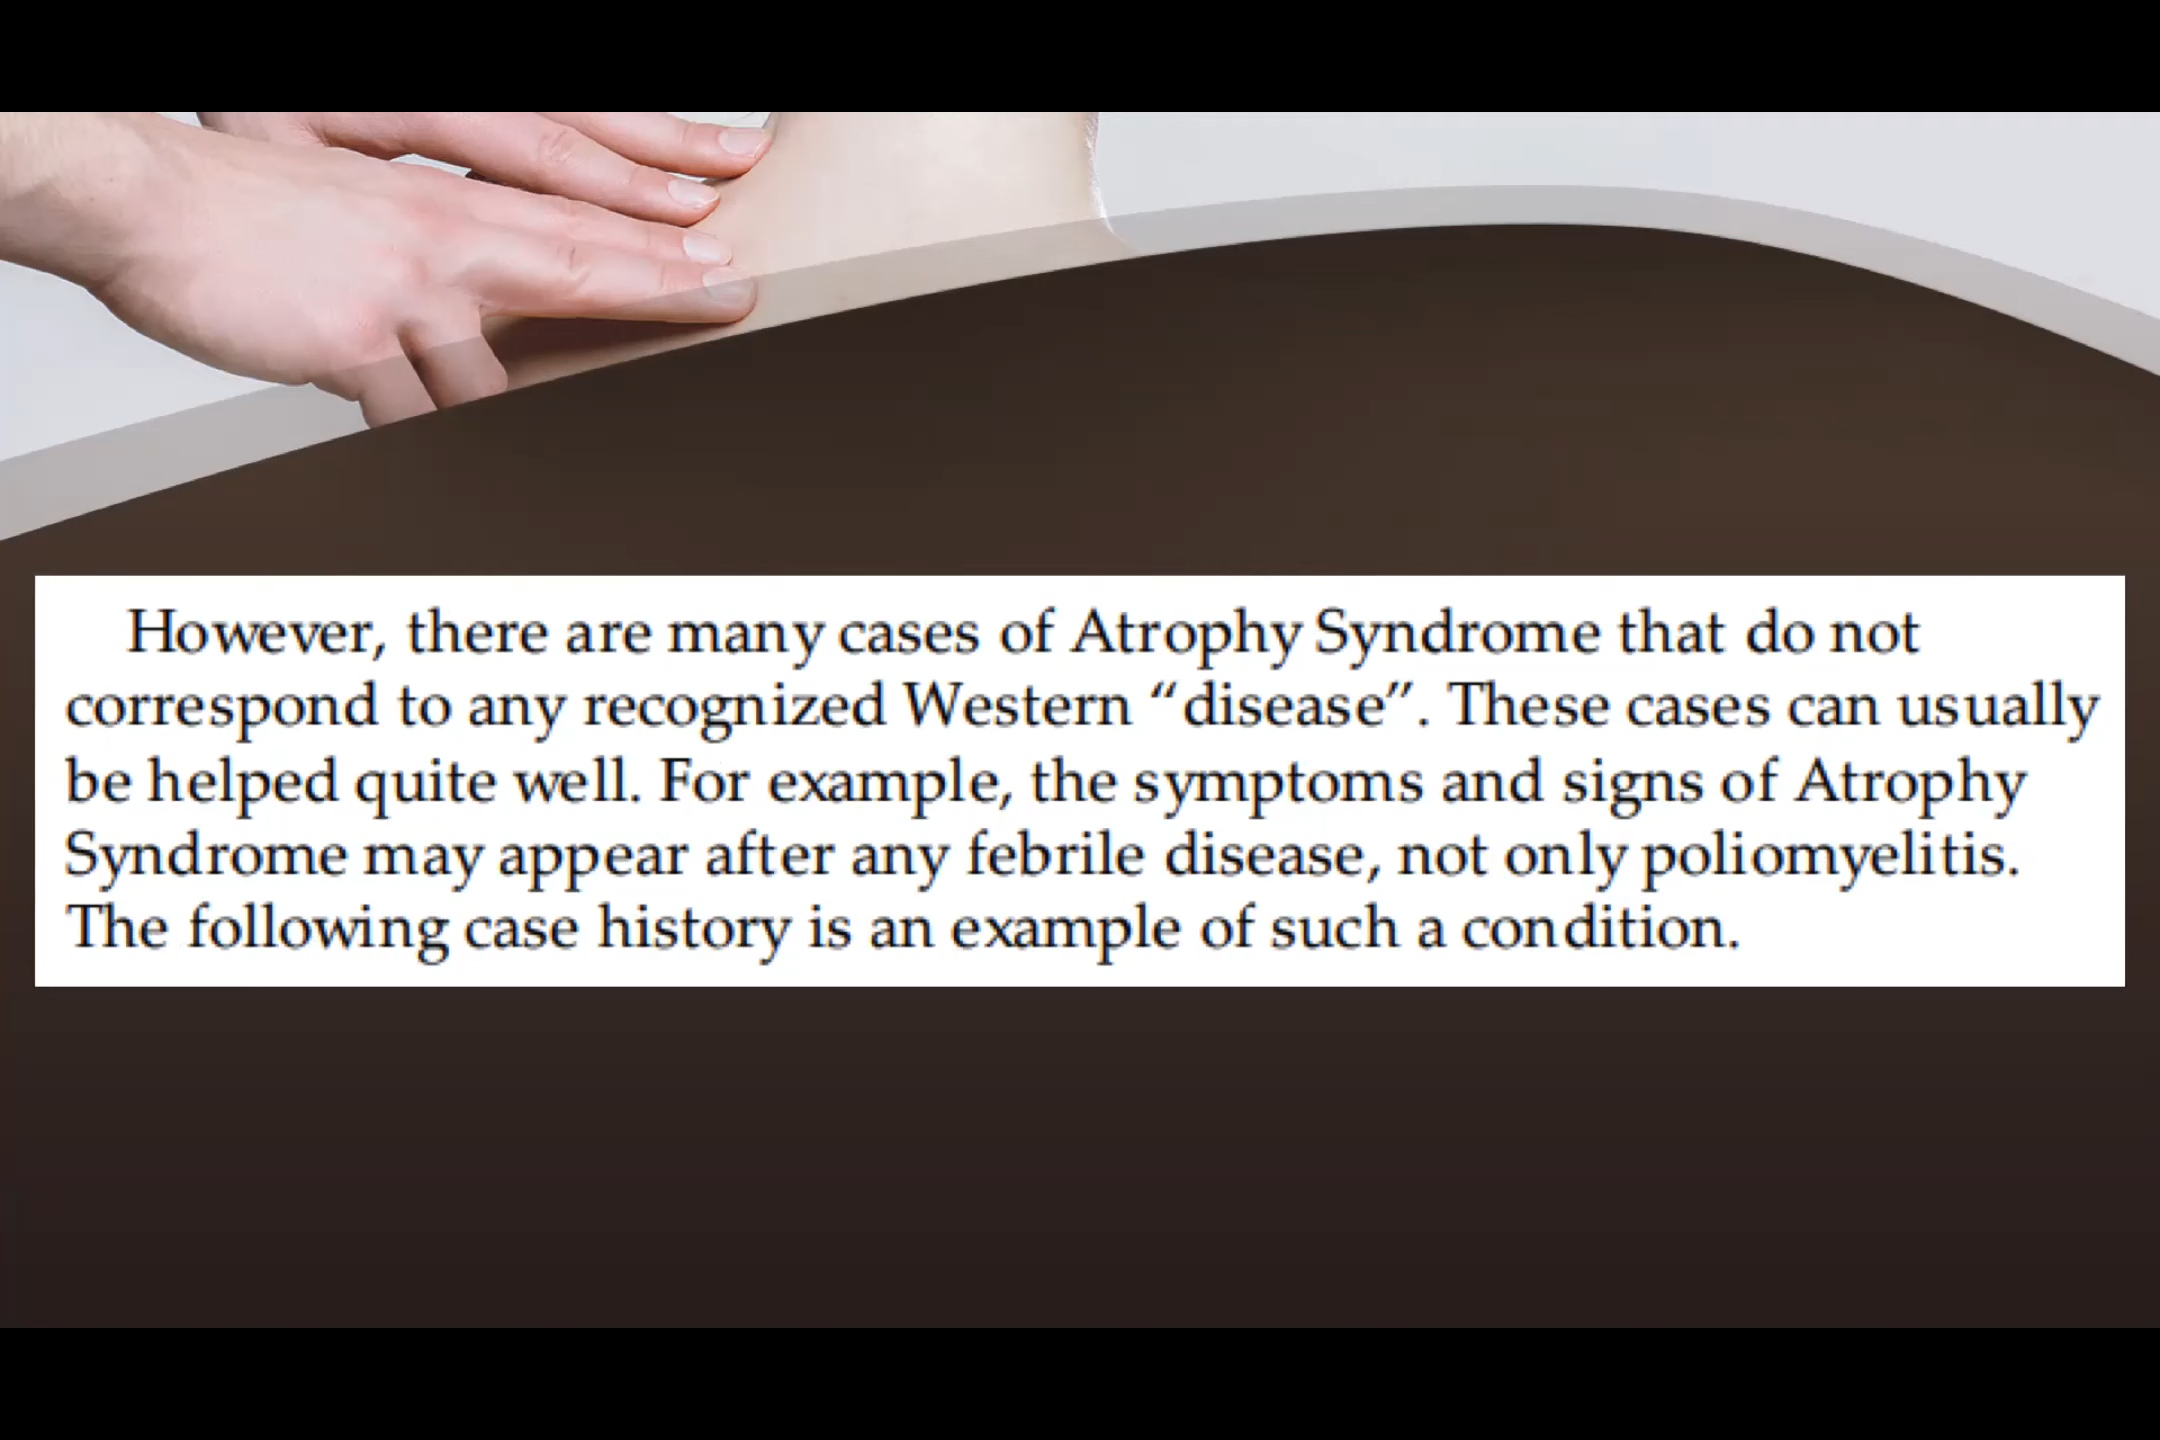 However, there are many cases of Atrophy Syndrome that do not
correspond to any recognized Western “disease”. These cases can usually
be helped quite well. For example, the symptoms and signs of Atrophy
Syndrome may appear after any febrile disease, not only poliomyelitis.
The following case history is an example of such a condition.